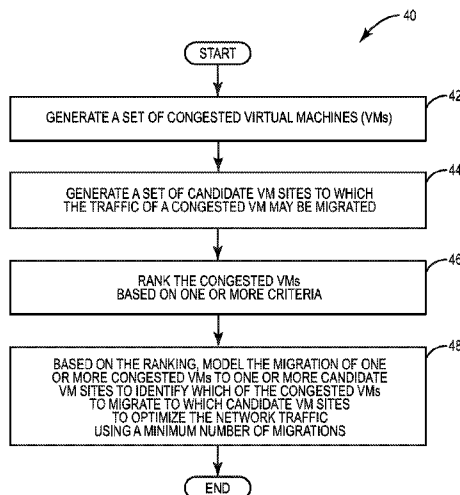 40
START
42
GENERATE A SET OF CONGESTED VIRTUAL MACHINES (VMs)
44
GENERATE A SET OF CANDIDATE VM SITES TO WHICH
THE TRAFFIC OF A CONGESTED VM MAY BE MIGRATED
46
RANK THE CONGESTED VMs
BASED ON ONE OR MORE CRITERIA
48
BASED ON THE RANKING, MODEL THE MIGRATION OF ONE
OR MORE CONGESTED VMs TO ONE OR MORE CANDIDATE
VM SITES TO IDENTIFY WHICH OF THE CONGESTED VMs
TO MIGRATE TO WHICH CANDIDATE VM SITES
TO OPTIMIZE THE NETWORK TRAFFIC
USING A MINIMUM NUMBER OF MIGRATIONS
END